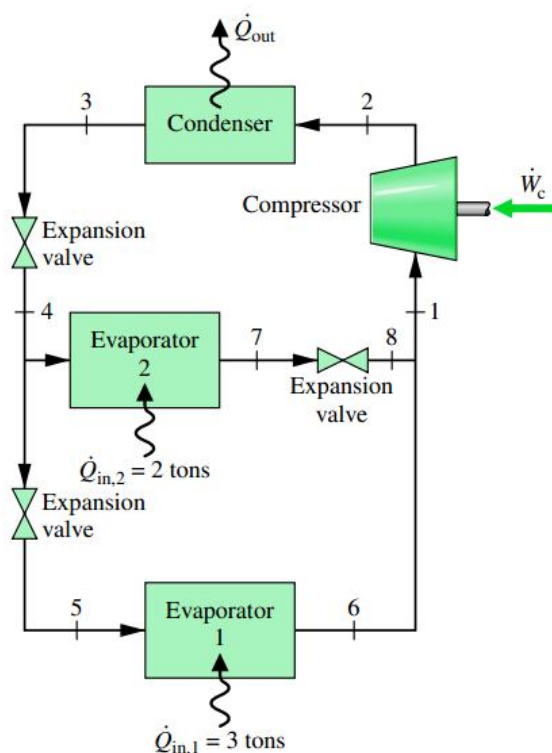 Q̇out
3
2
Condenser
Ẇc
Compressor
Expansion
valve
4
1
Evaporator
2
7
8
Expansion
valve
Q̇in,2 = 2 tons
Expansion
valve
5
Evaporator
1
6
Q̇in,1 = 3 tons